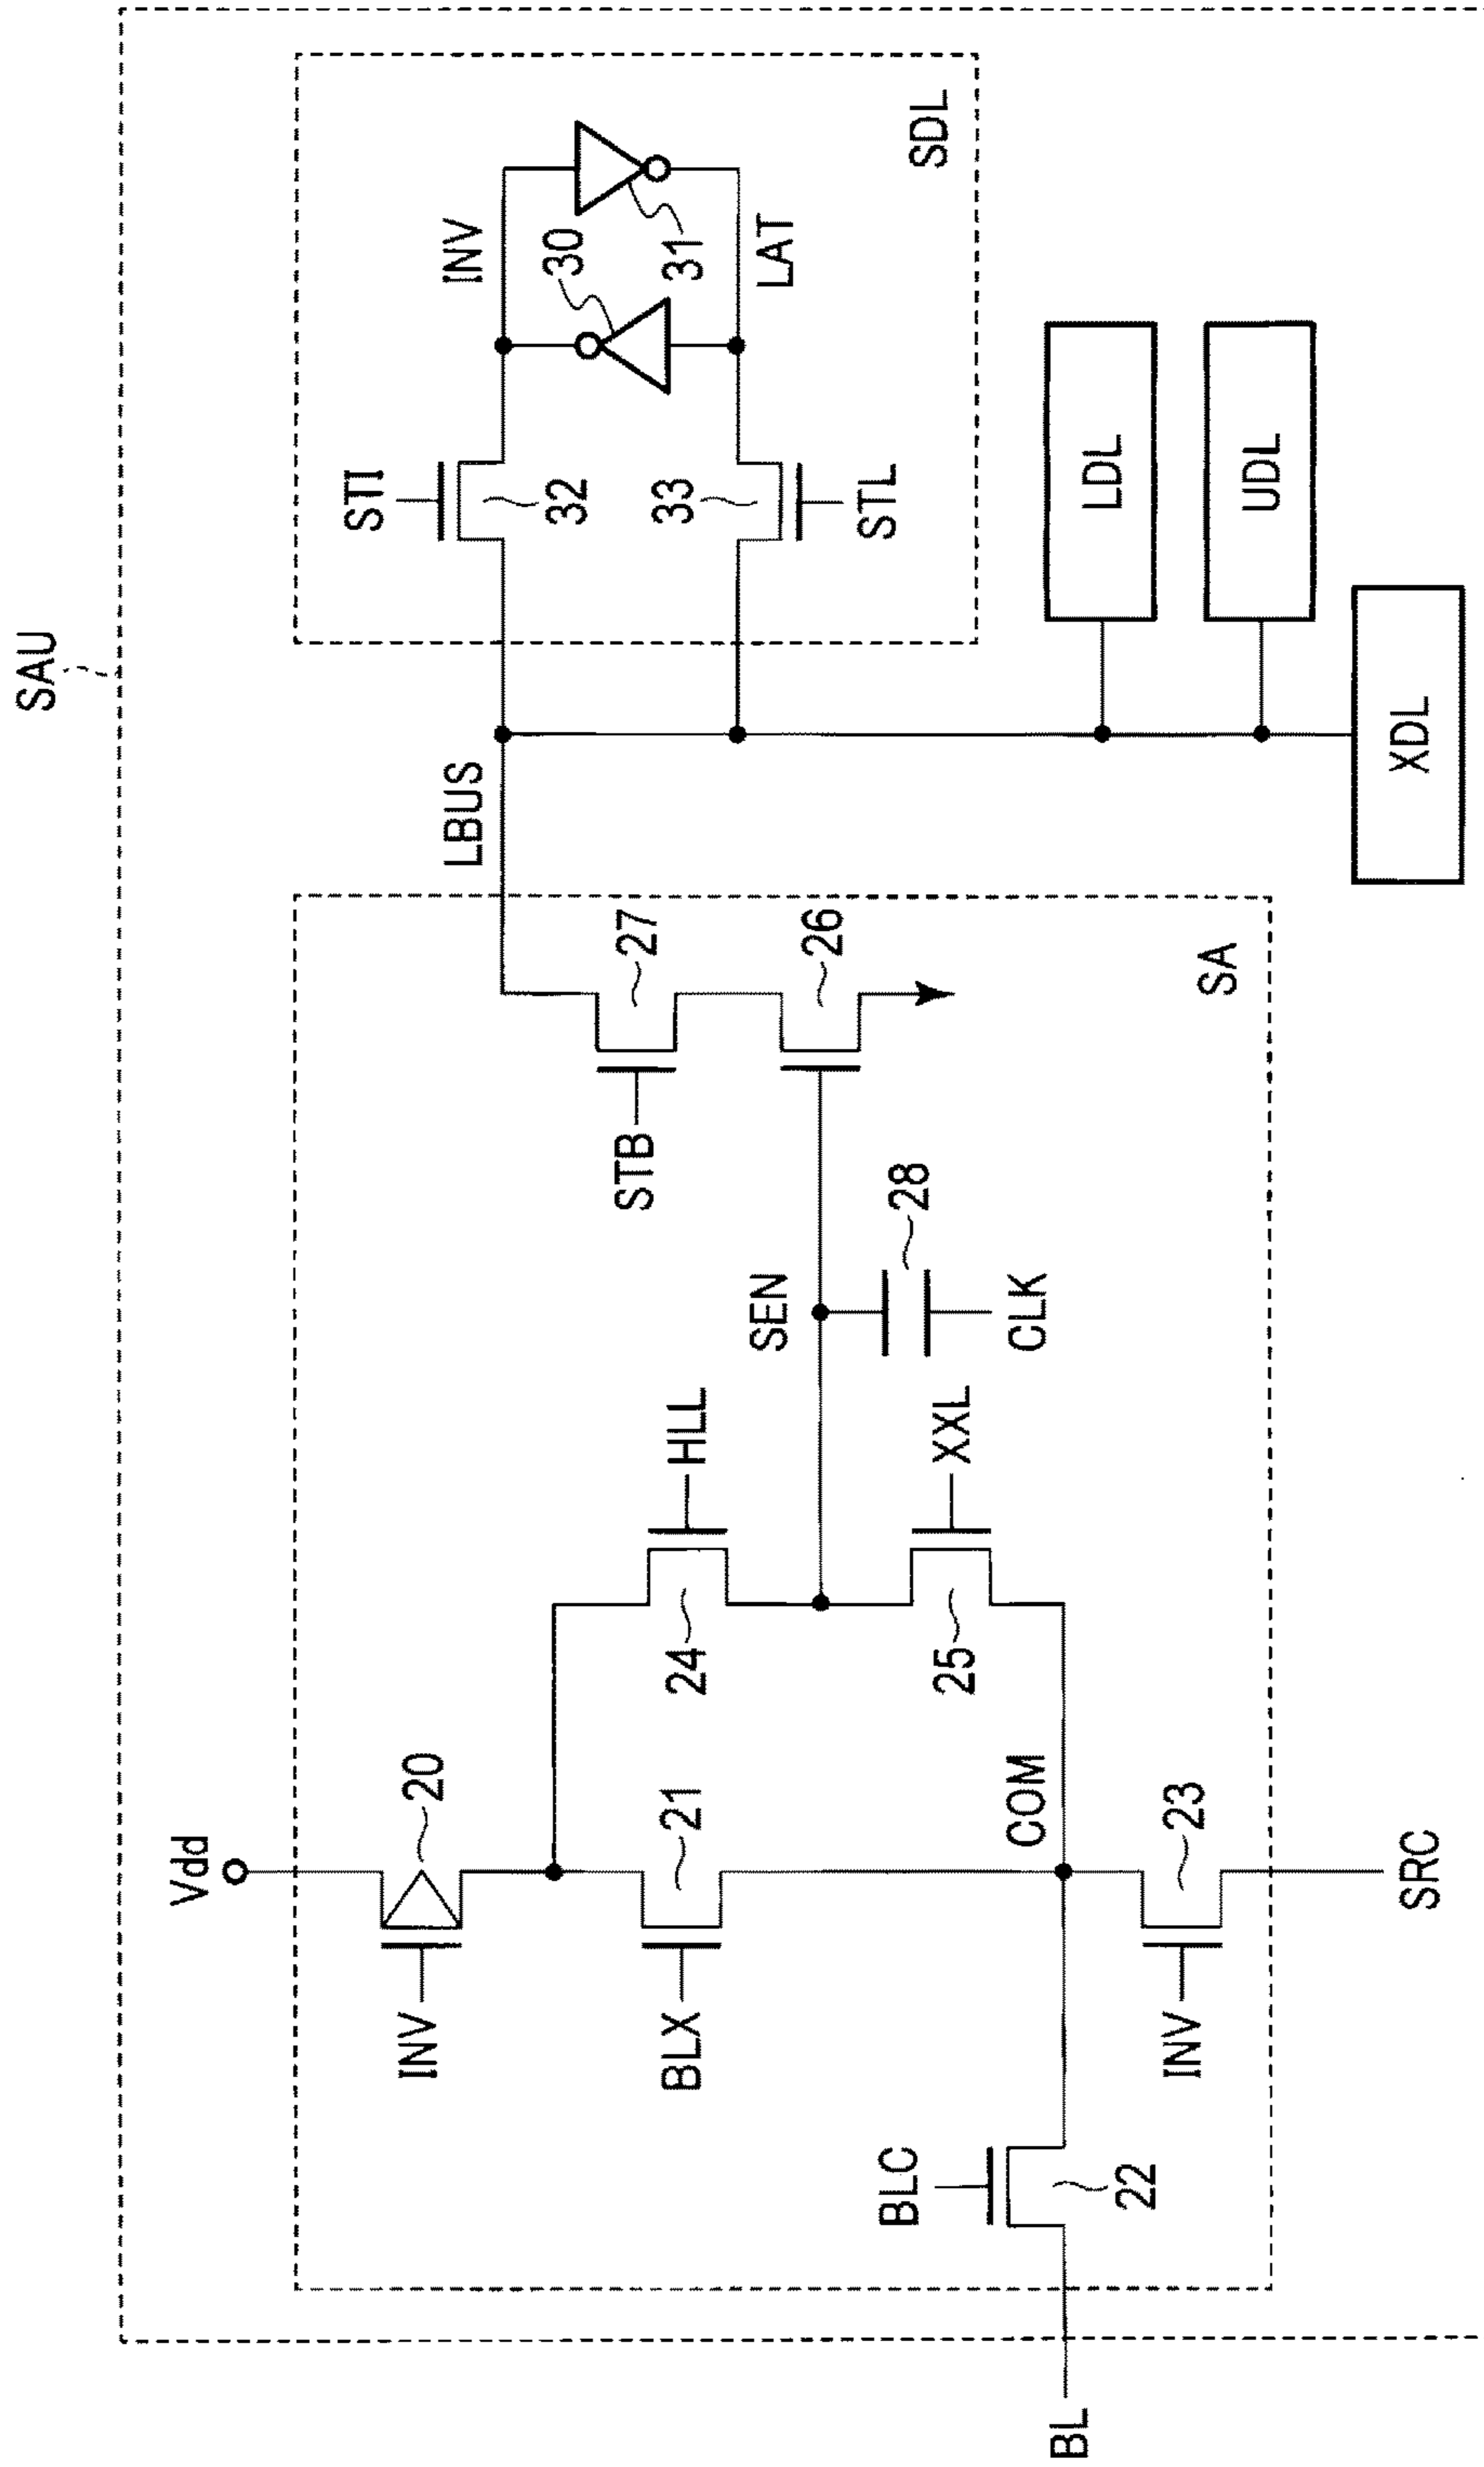 SAU
Vdd
INV
20
BLX
21
HLL
24
SEN
STB
27
LBUS
STI
32
INV
30
31
LAT
33
STL
SDL
BLC
22
BL
COM
25
XXL
28
CLK
26
INV
23
SRC
SA
LDL
UDL
XDL